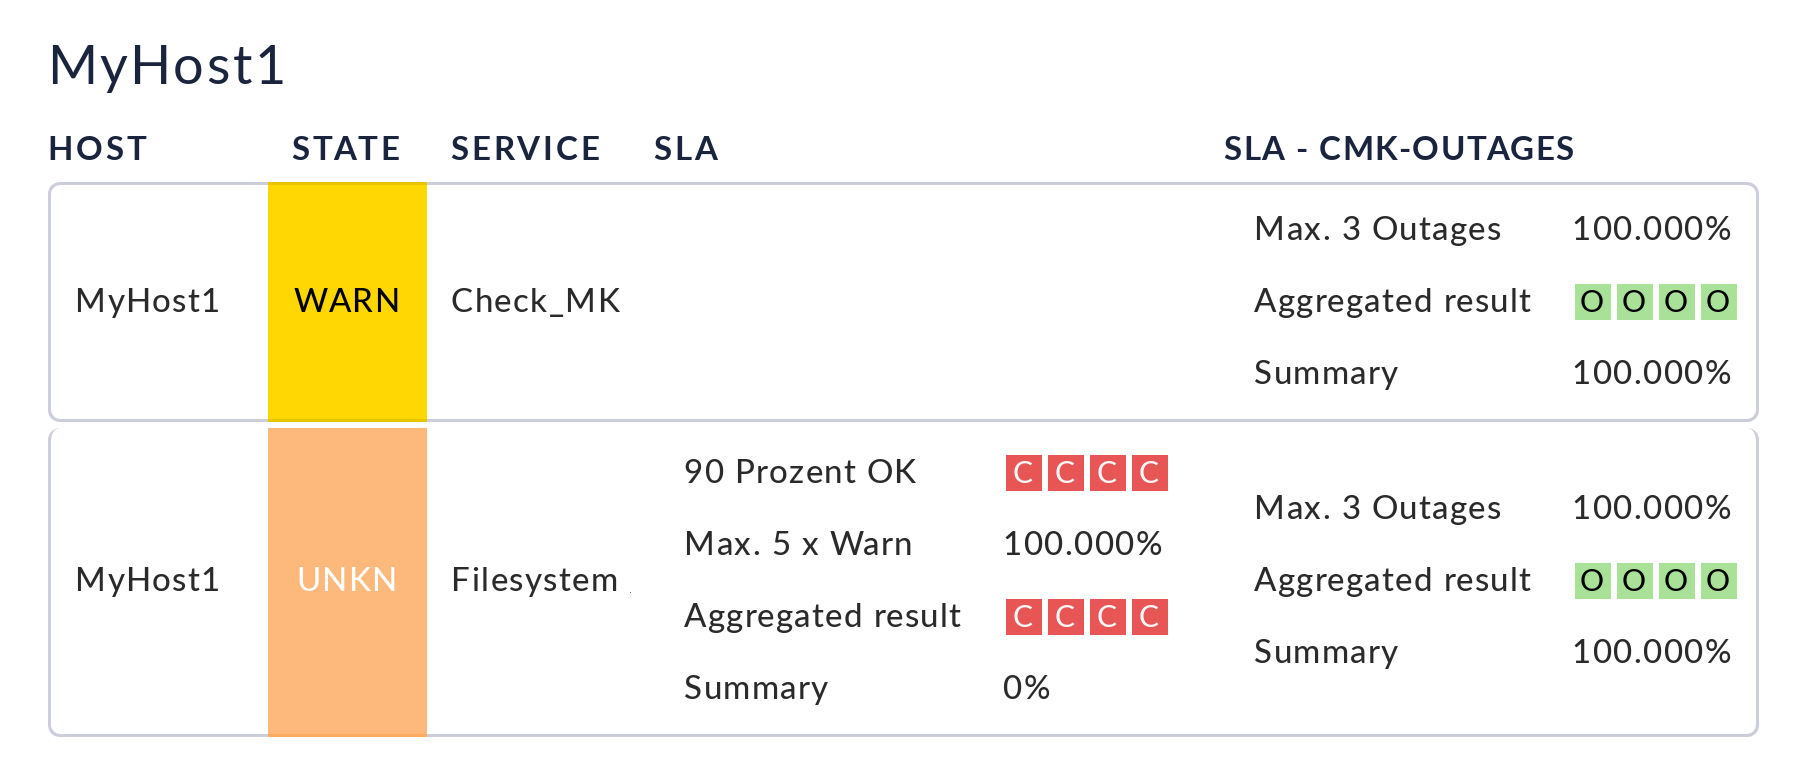 MyHost1
HOST STATE SERVICE SLA SLA - CMK-OUTAGES
MyHost1 WARN Check_MK
Max. 3 Outages 100.000%
Aggregated result O O O O
Summary 100.000%
MyHost1 UNKN Filesystem
90 Prozent OK C C C C
Max. 5 x Warn 100.000%
Aggregated result C C C C
Summary 0%
Max. 3 Outages 100.000%
Aggregated result O O O O
Summary 100.000%